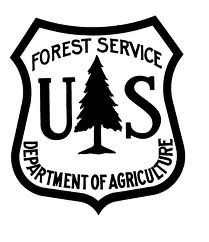 FOREST SERVICE
U S
DEPARTMENT OF AGRICULTURE